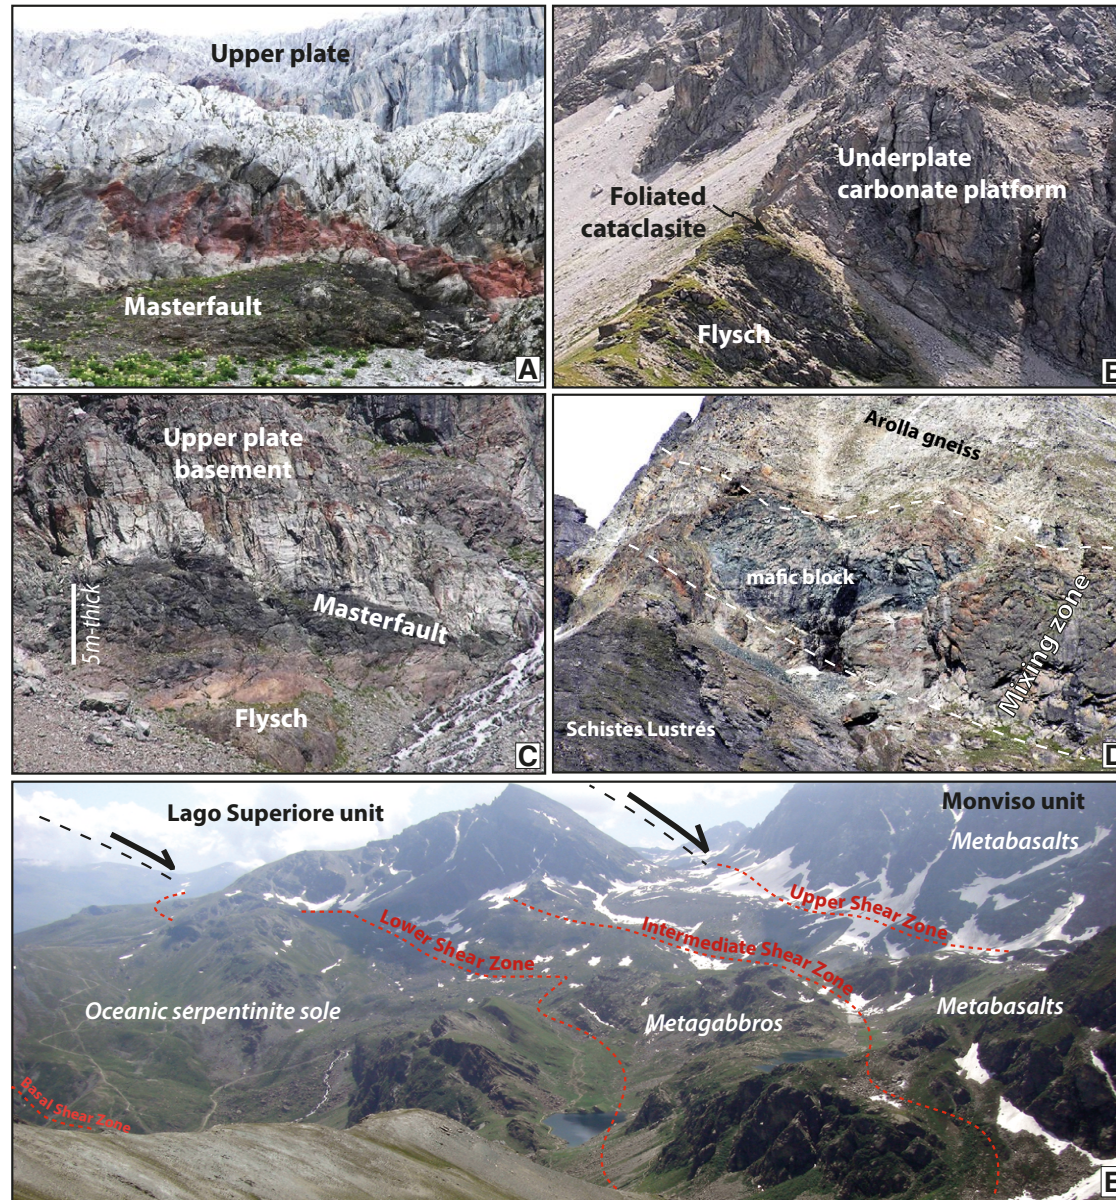 Upper plate
Masterfault
A
Underplate
carbonate platform
Foliated
cataclasite
Flysch
Upper plate
basement
5m-thick
Masterfault
Flysch
C
Arolla gneiss
mafic block
Mixing zone
Schistes Lustrés
D
Lago Superiore unit
Monviso unit
Metabasalts
Upper Shear Zone
Lower Shear Zone
Intermediate Shear Zone
Oceanic serpentinite sole
Metagabbros
Metabasalts
Basal Shear Zone